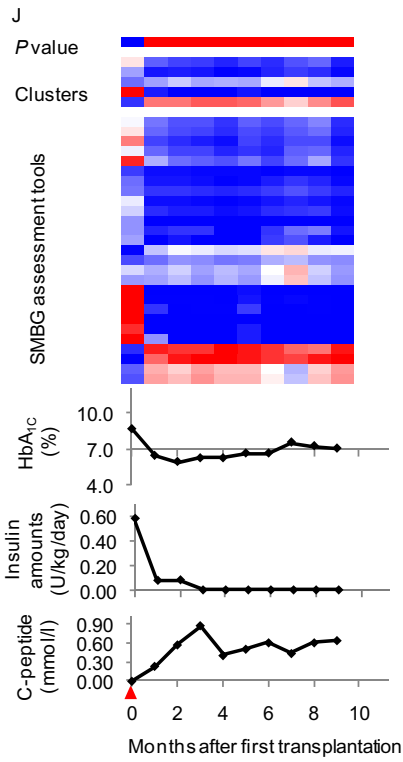 J
P value
Clusters
SMBG assessment tools
HbA1C
(%)
10.0
7.0
4.0
Insulin
amounts
(U/kg/day)
0.60
0.40
0.20
0.00
C-peptide
(mmol/l)
0.90
0.60
0.30
0.00
0 2 4 6 8 10
Months after first transplantation